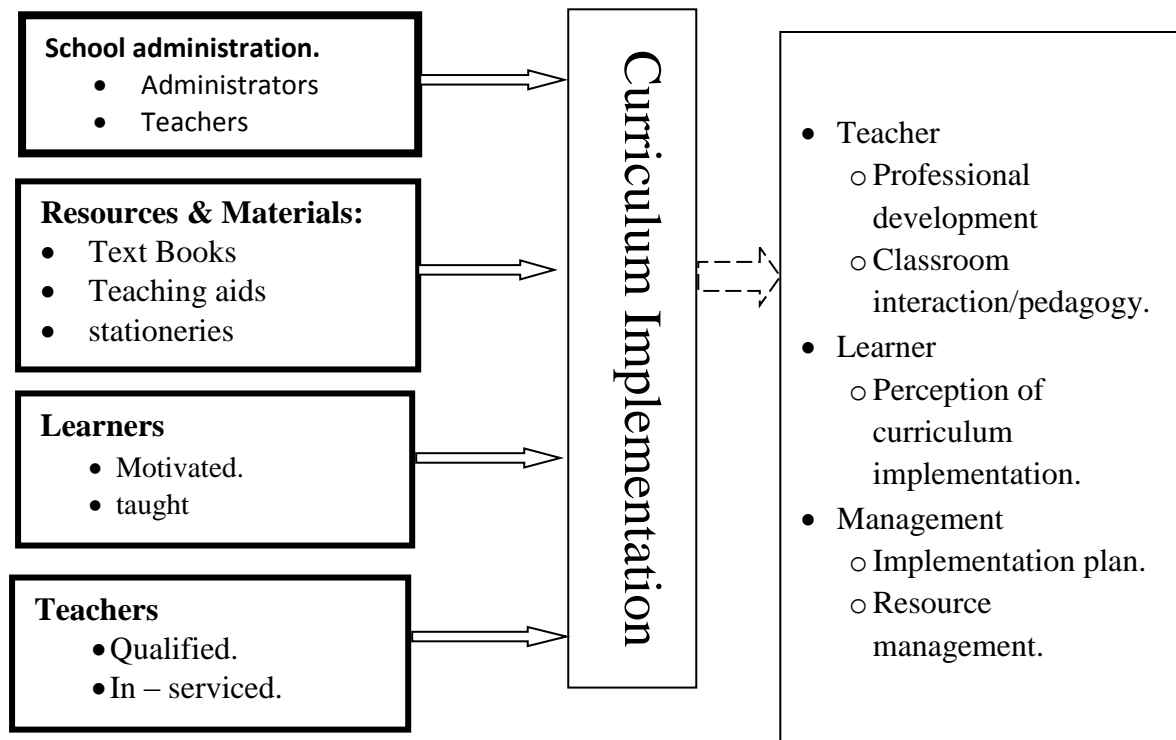 School administration.
• Administrators
• Teachers
Resources & Materials:
• Text Books
• Teaching aids
• stationeries
Learners
• Motivated.
• taught
Teachers
• Qualified.
• In – serviced.
Curriculum Implementation
• Teacher
o Professional
development
o Classroom
interaction/pedagogy.
• Learner
o Perception of
curriculum
implementation.
• Management
o Implementation plan.
o Resource
management.